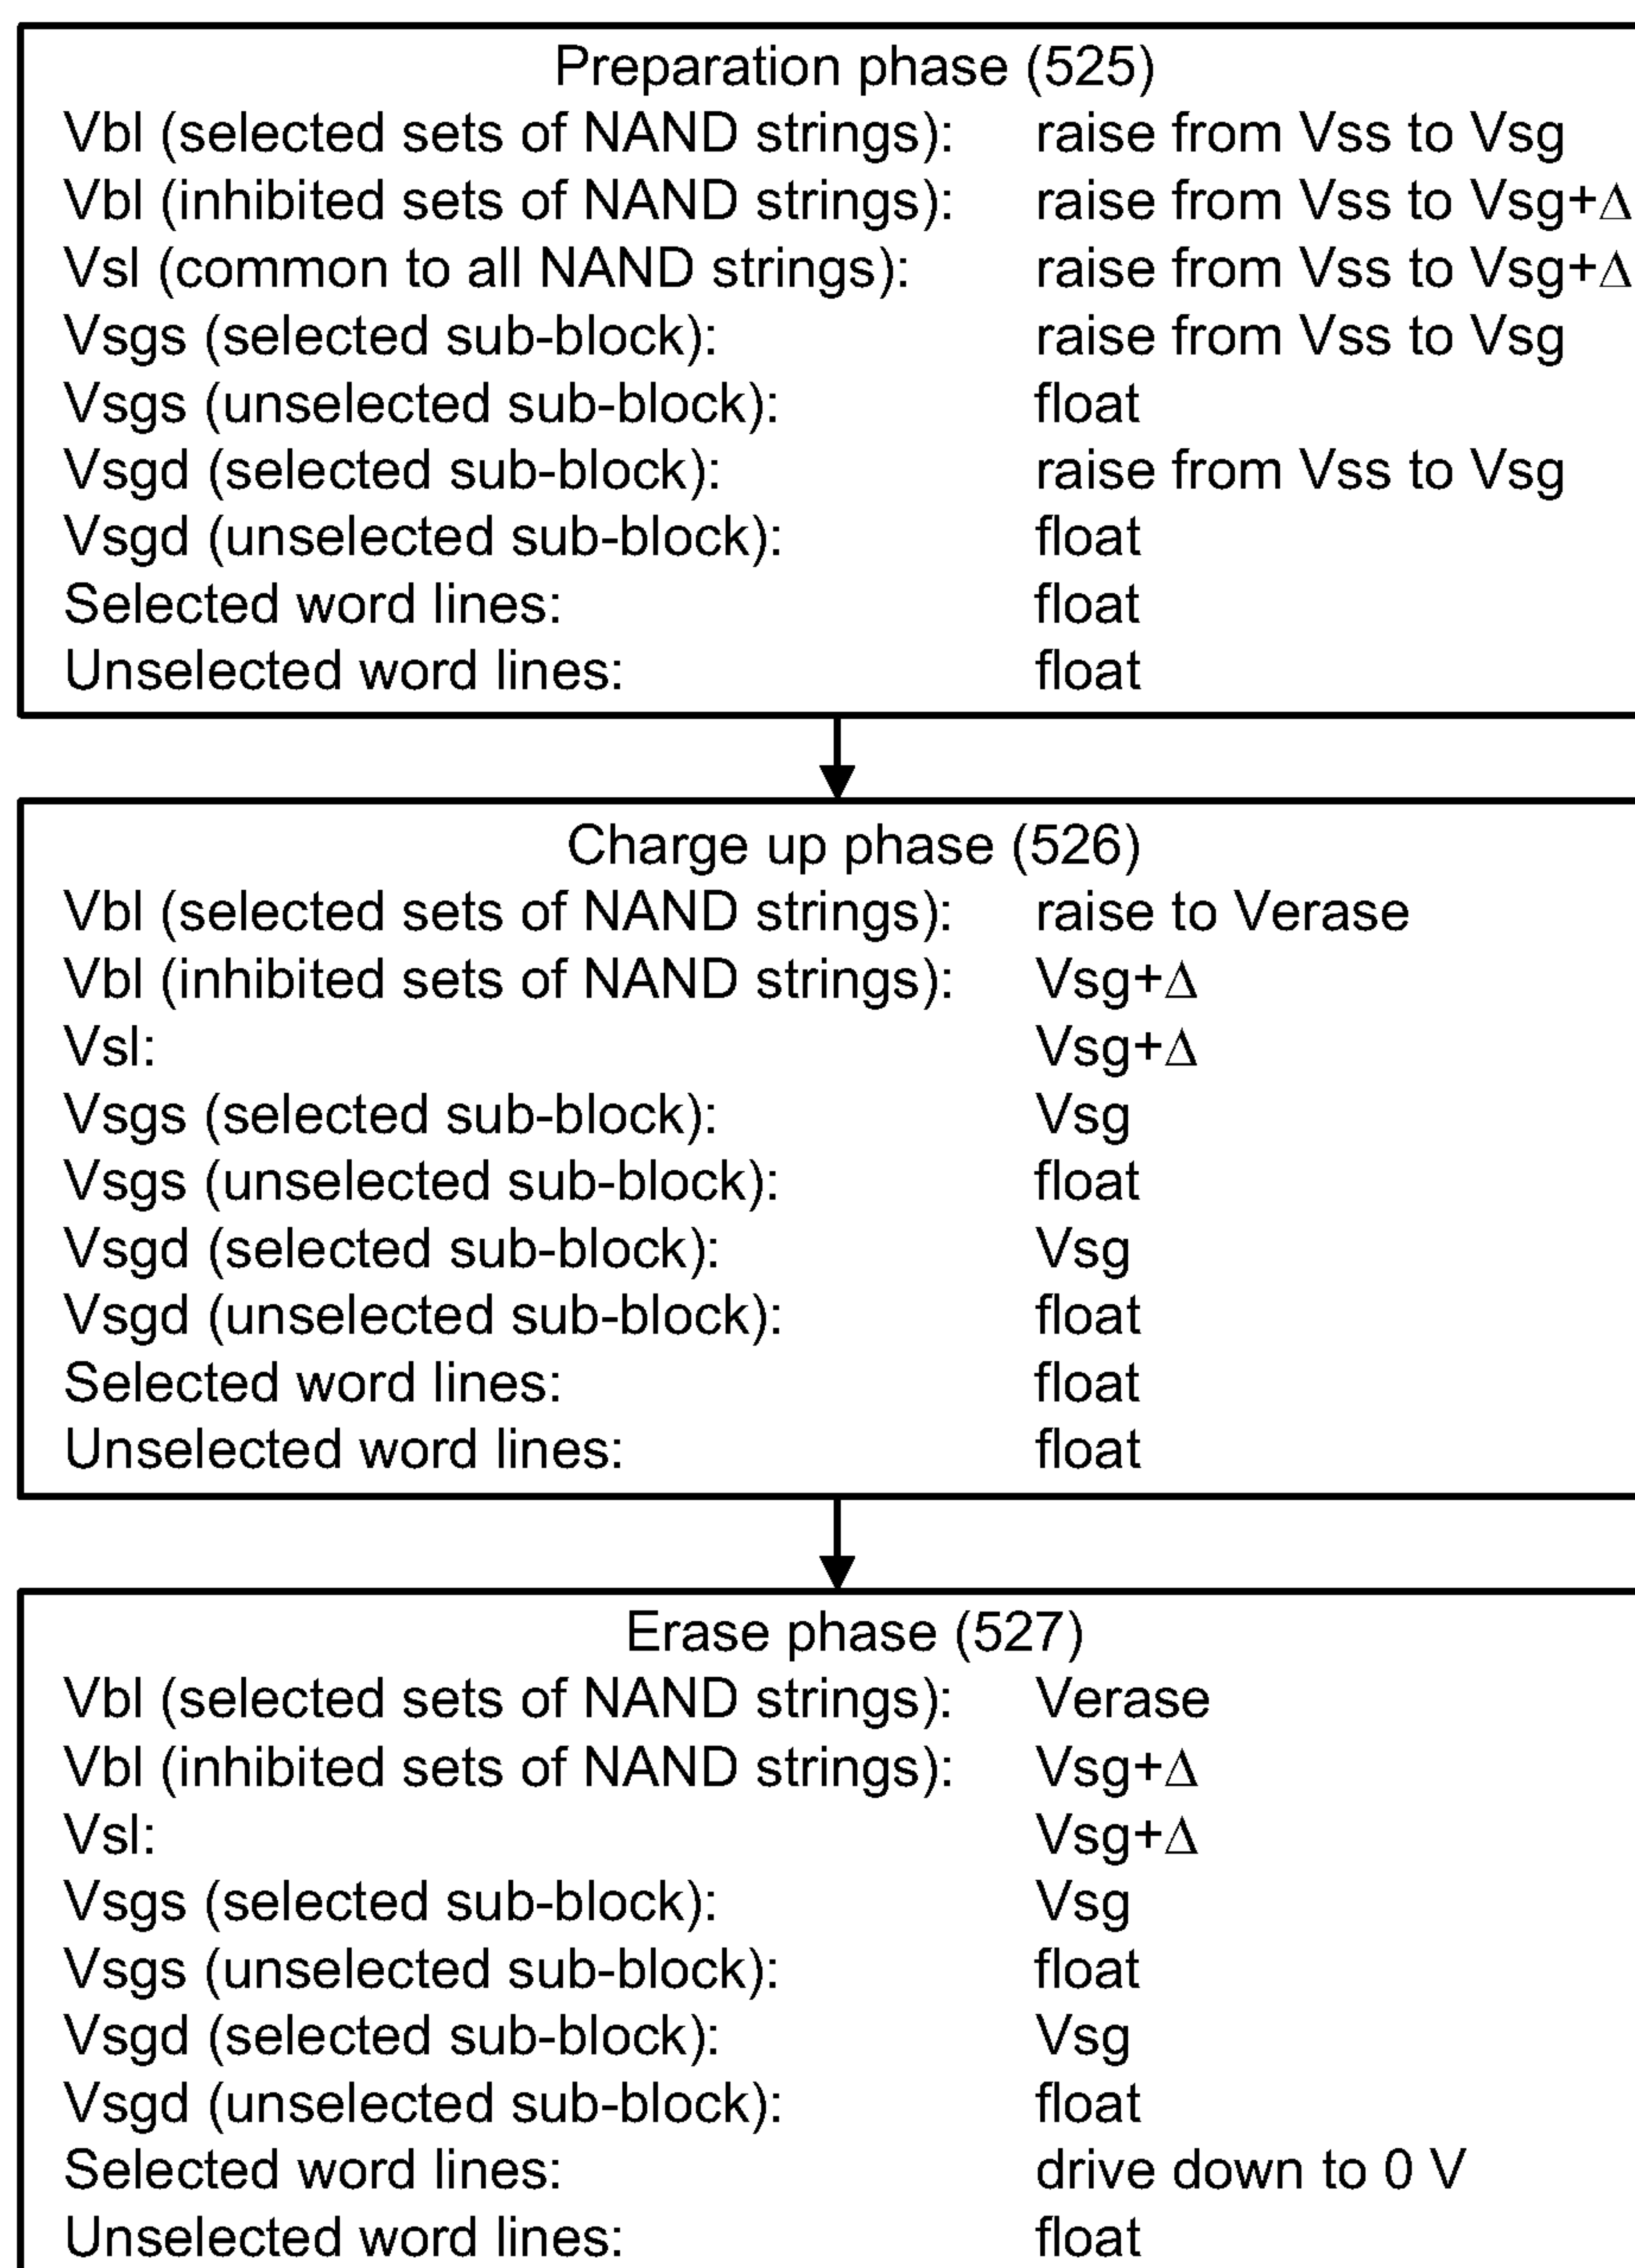 Preparation phase (525)
Vbl (selected sets of NAND strings): raise from Vss to Vsg
Vbl (inhibited sets of NAND strings): raise from Vss to Vsg+Δ
Vsl (common to all NAND strings): raise from Vss to Vsg+Δ
Vsgs (selected sub-block): raise from Vss to Vsg
Vsgs (unselected sub-block): float
Vsgd (selected sub-block): raise from Vss to Vsg
Vsgd (unselected sub-block): float
Selected word lines: float
Unselected word lines: float
Charge up phase (526)
Vbl (selected sets of NAND strings): raise to Verase
Vbl (inhibited sets of NAND strings): Vsg+Δ
Vsl: Vsg+Δ
Vsgs (selected sub-block): Vsg
Vsgs (unselected sub-block): float
Vsgd (selected sub-block): Vsg
Vsgd (unselected sub-block): float
Selected word lines: float
Unselected word lines: float
Erase phase (527)
Vbl (selected sets of NAND strings): Verase
Vbl (inhibited sets of NAND strings): Vsg+Δ
Vsl: Vsg+Δ
Vsgs (selected sub-block): Vsg
Vsgs (unselected sub-block): float
Vsgd (selected sub-block): Vsg
Vsgd (unselected sub-block): float
Selected word lines: drive down to 0 V
Unselected word lines: float